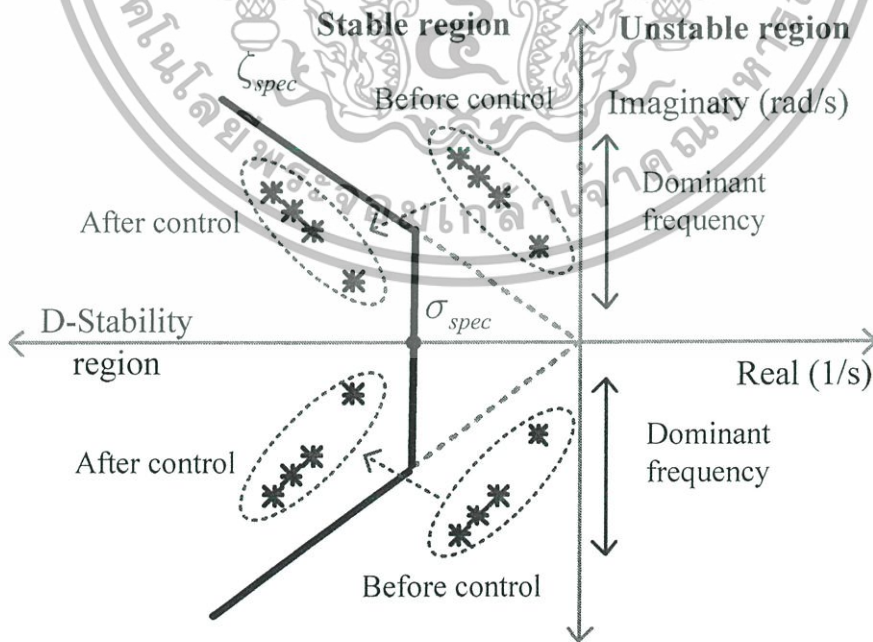 Stable region
Unstable region
ζspec
Before control
Imaginary (rad/s)
Dominant
frequency
After control
D-Stability
region
σspec
Real (1/s)
After control
Before control
Dominant
frequency